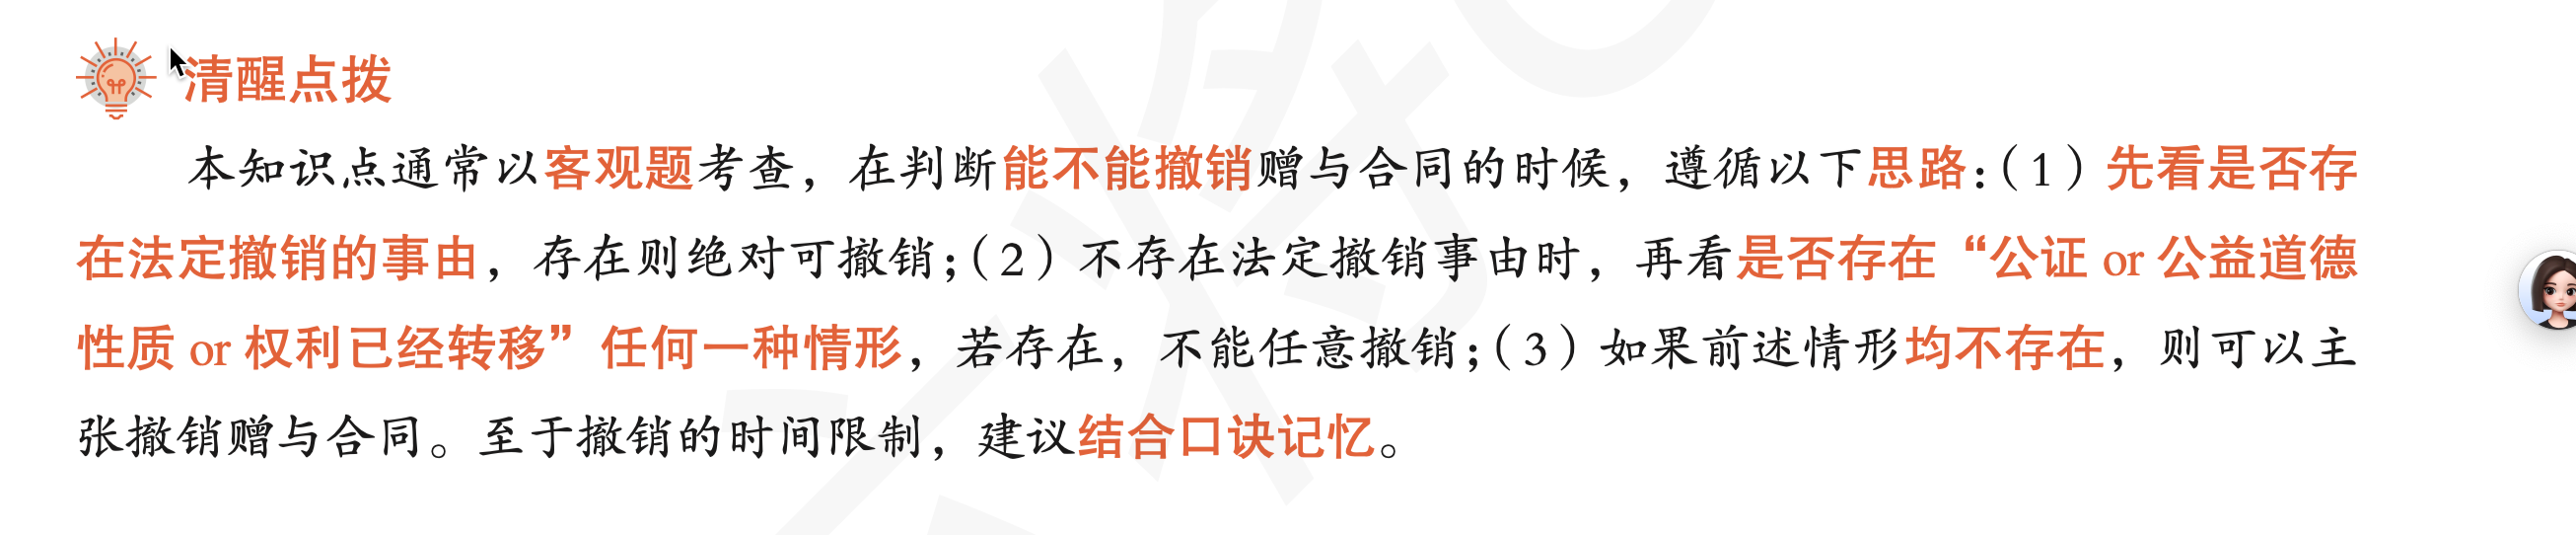 清醒点拨
本知识点通常以客观题考查，在判断能不能撤销赠与合同的时候，遵循以下思路：（1）先看是否存
在法定撤销的事由，存在则绝对可撤销；（2）不存在法定撤销事由时，再看是否存在“公证 or 公益道德
性质 or 权利已经转移”任何一种情形，若存在，不能任意撤销；（3）如果前述情形均不存在，则可以主
张撤销赠与合同。至于撤销的时间限制，建议结合口诀记忆。